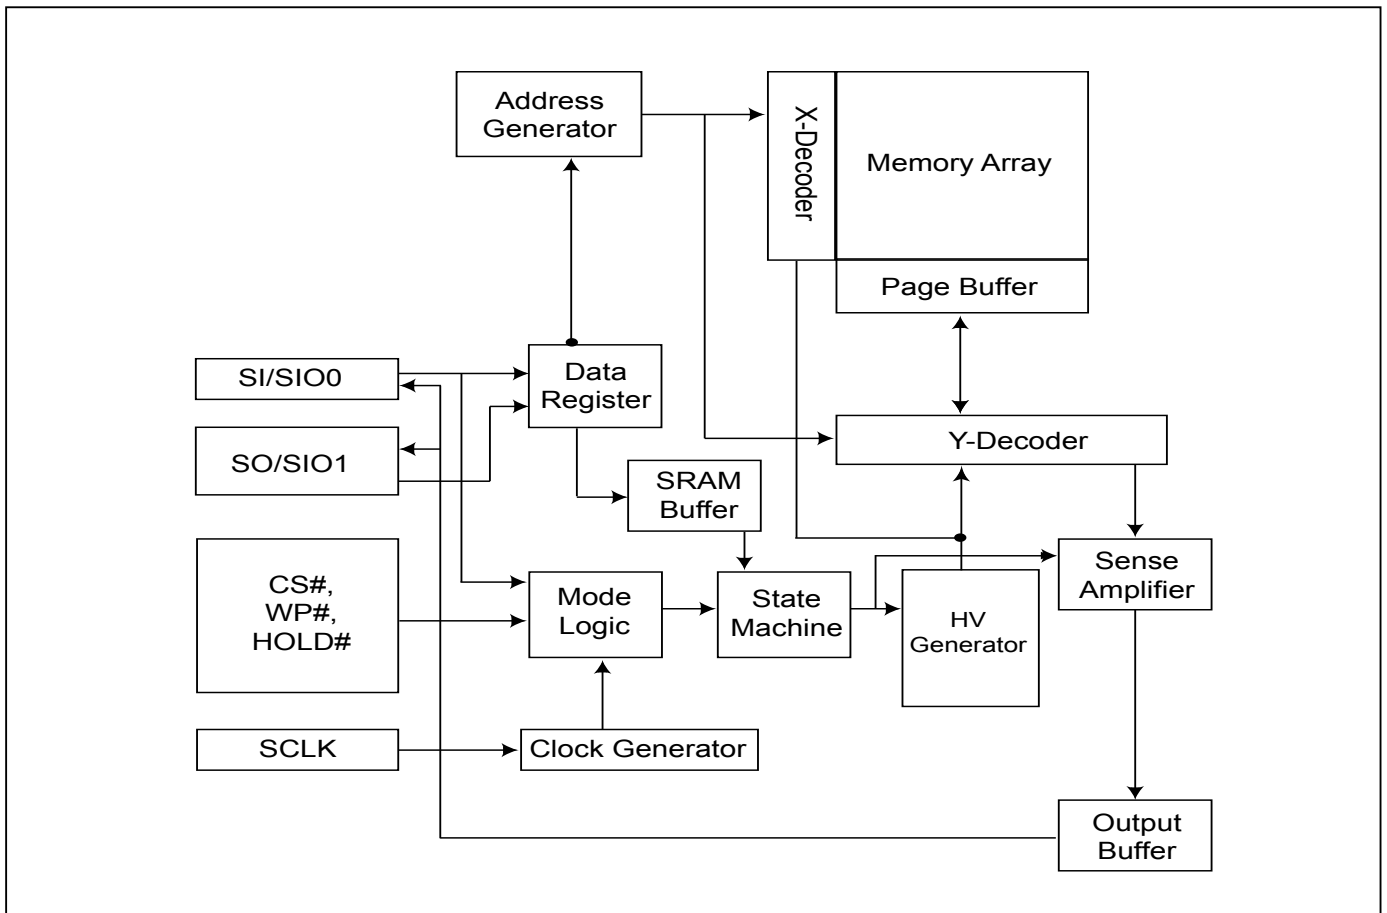 Address
Generator
X-Decoder
Memory Array
Page Buffer
SI/SIO0
Data
Register
SO/SIO1
Y-Decoder
SRAM
Buffer
CS#,
WP#,
HOLD#
Mode
Logic
State
Machine
HV
Generator
Sense
Amplifier
SCLK
Clock Generator
Output
Buffer